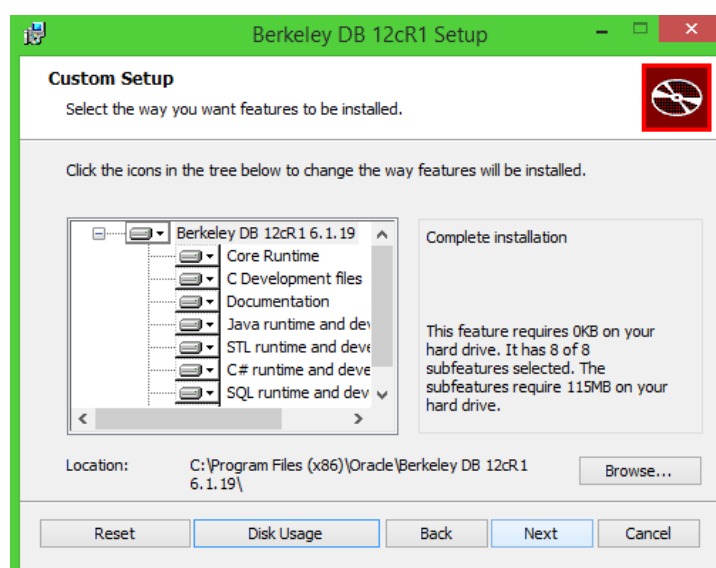 Berkeley DB 12cR1 Setup
Custom Setup
Select the way you want features to be installed.
Click the icons in the tree below to change the way features will be installed.
Berkeley DB 12cR1 6.1.19
Core Runtime
C Development files
Documentation
Java runtime and dev
STL runtime and deve
C# runtime and deve
SQL runtime and dev
Complete installation
This feature requires 0KB on your
hard drive. It has 8 of 8
subfeatures selected. The
subfeatures require 115MB on your
hard drive.
Location:
C:\Program Files (x86)\Oracle\Berkeley DB 12cR1
6.1.19\
Browse...
Reset
Disk Usage
Back
Next
Cancel